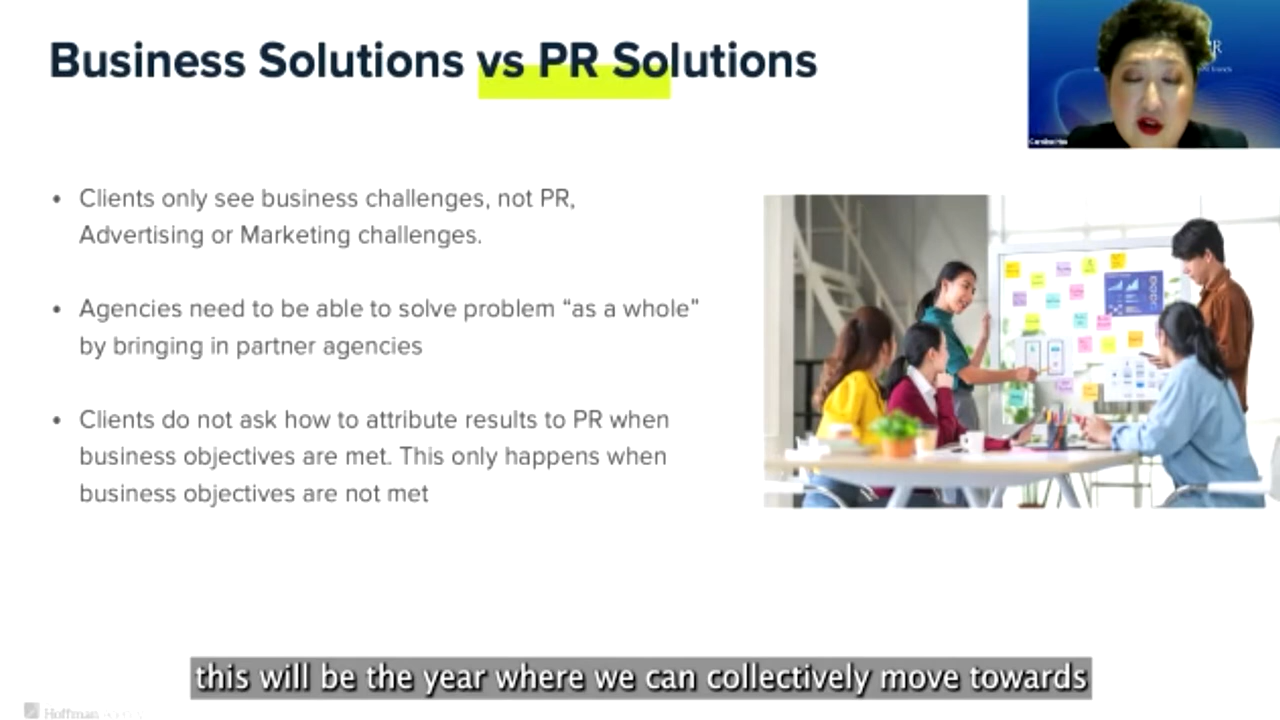 Business Solutions vs PR Solutions
• Clients only see business challenges, not PR,
Advertising or Marketing challenges.
• Agencies need to be able to solve problem “as a whole”
by bringing in partner agencies
• Clients do not ask how to attribute results to PR when
business objectives are met. This only happens when
business objectives are not met
this will be the year where we can collectively move towards
Hoffman